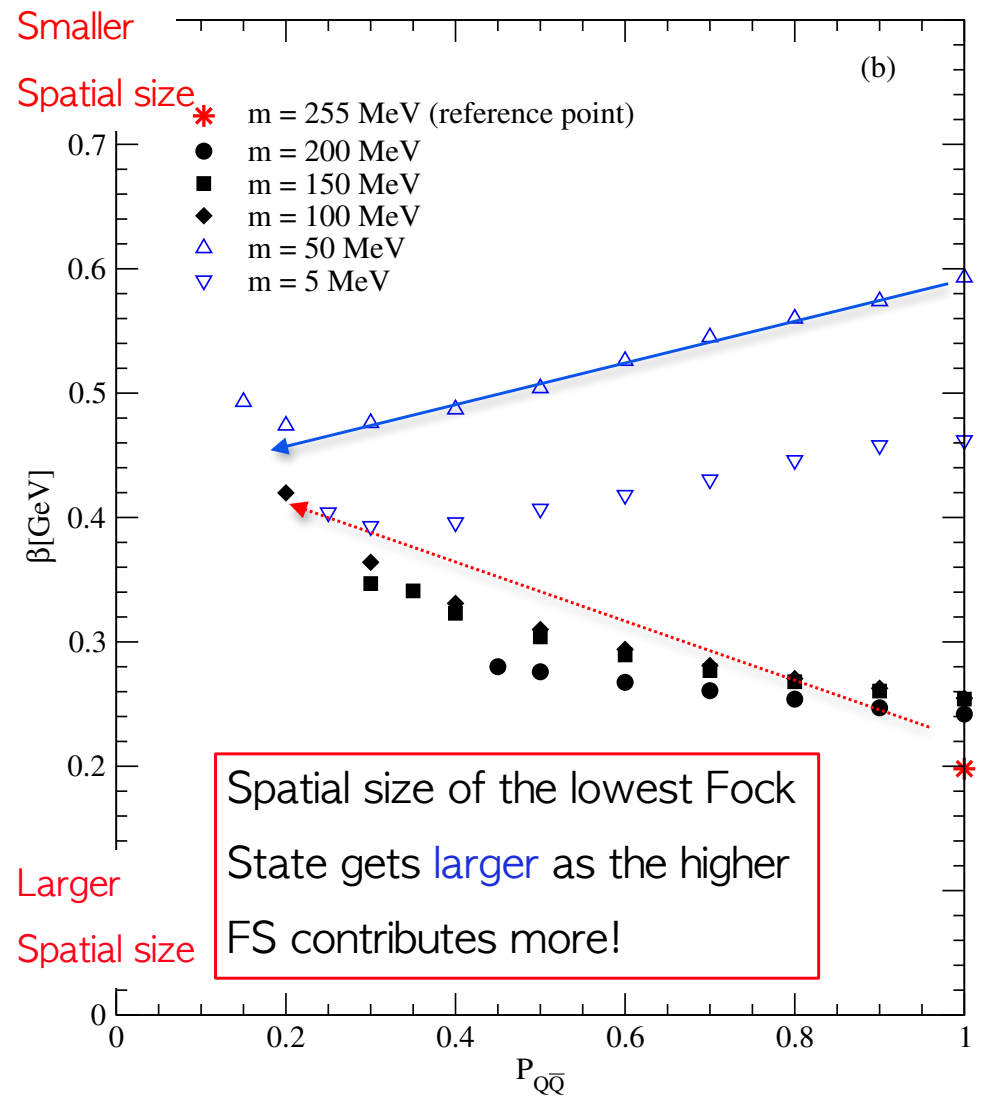 Smaller
Spatial size
(b)
m = 255 MeV (reference point)
m = 200 MeV
m = 150 MeV
m = 100 MeV
m = 50 MeV
m = 5 MeV
0.7
0.6
0.5
0.4
0.3
0.2
0
β[GeV]
Spatial size of the lowest Fock
State gets larger as the higher
FS contributes more!
Larger
Spatial size
0 0.2 0.4 0.6 0.8 1
P_{QQ̅}